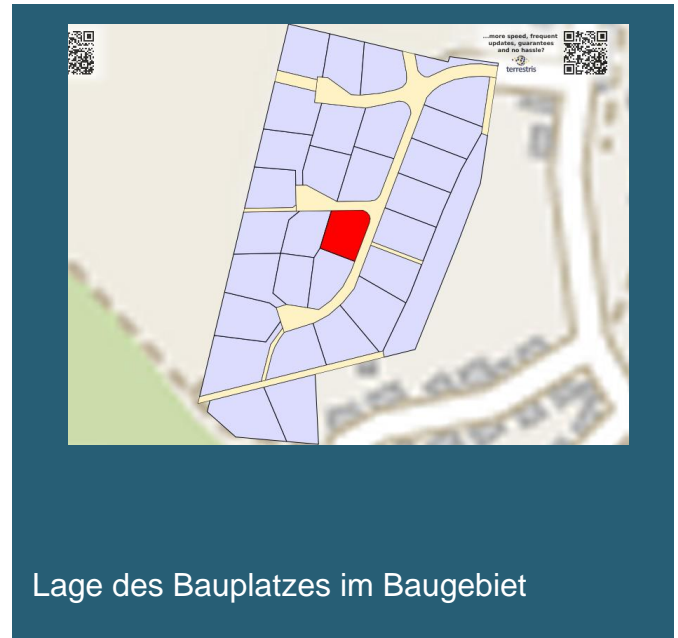 ...more speed, frequent
updates, guarantees
and no hassle?
terrestris
Lage des Bauplatzes im Baugebiet